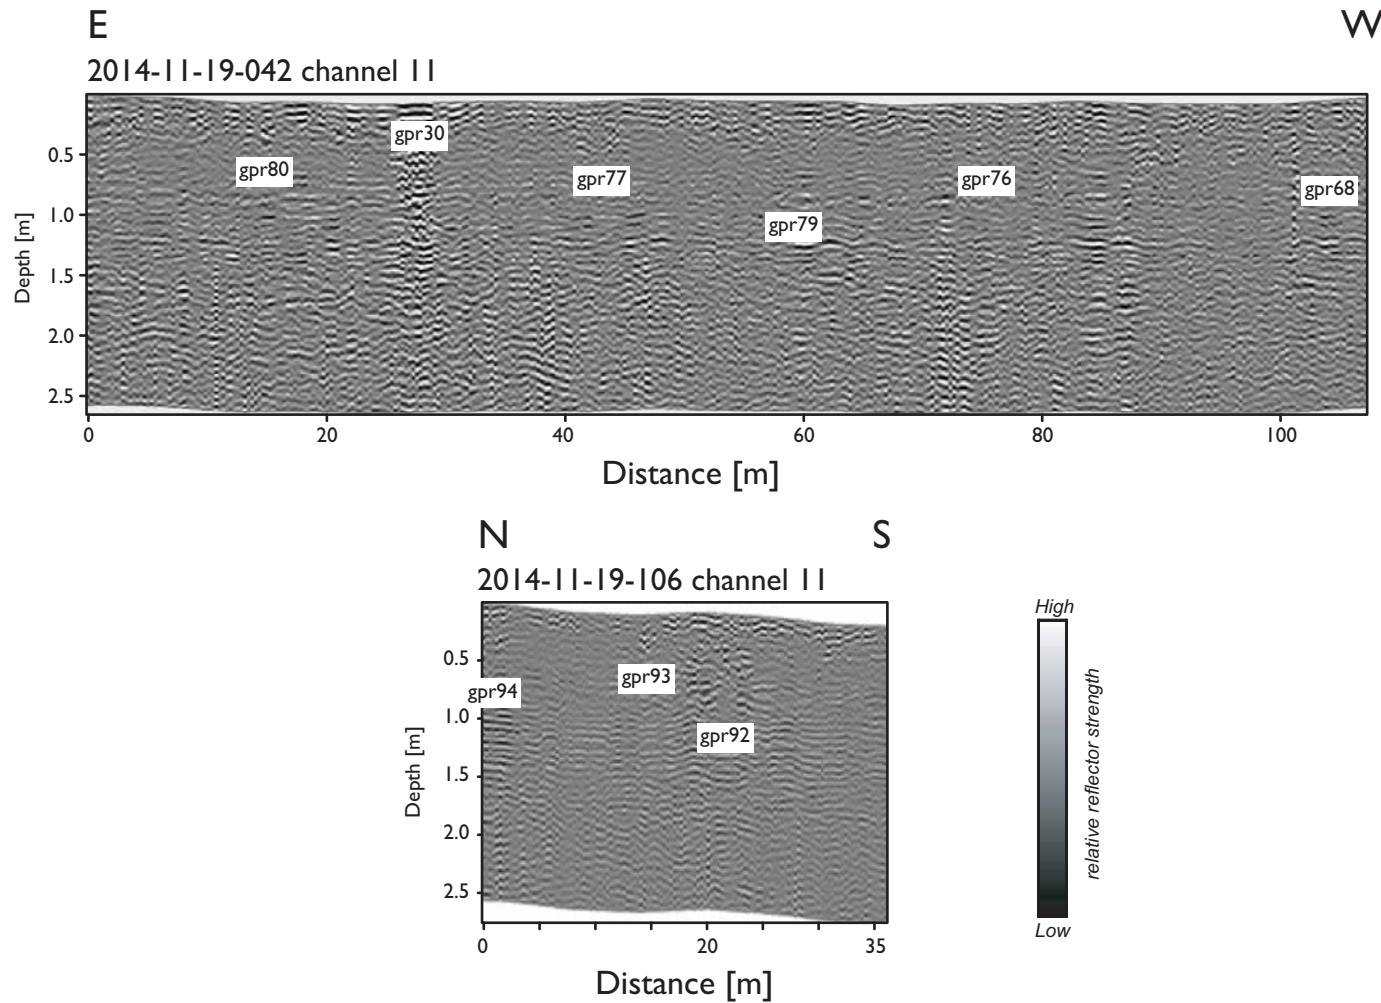 E
W
2014-11-19-042 channel 11
gpr30
gpr80
gpr77
gpr76
gpr68
gpr79
Depth [m]
0.5
1.0
1.5
2.0
2.5
0 20 40 60 80 100
Distance [m]
N
S
2014-11-19-106 channel 11
gpr93
gpr94
gpr92
Depth [m]
0.5
1.0
1.5
2.0
2.5
0 20 35
Distance [m]
High
relative reflector strength
Low